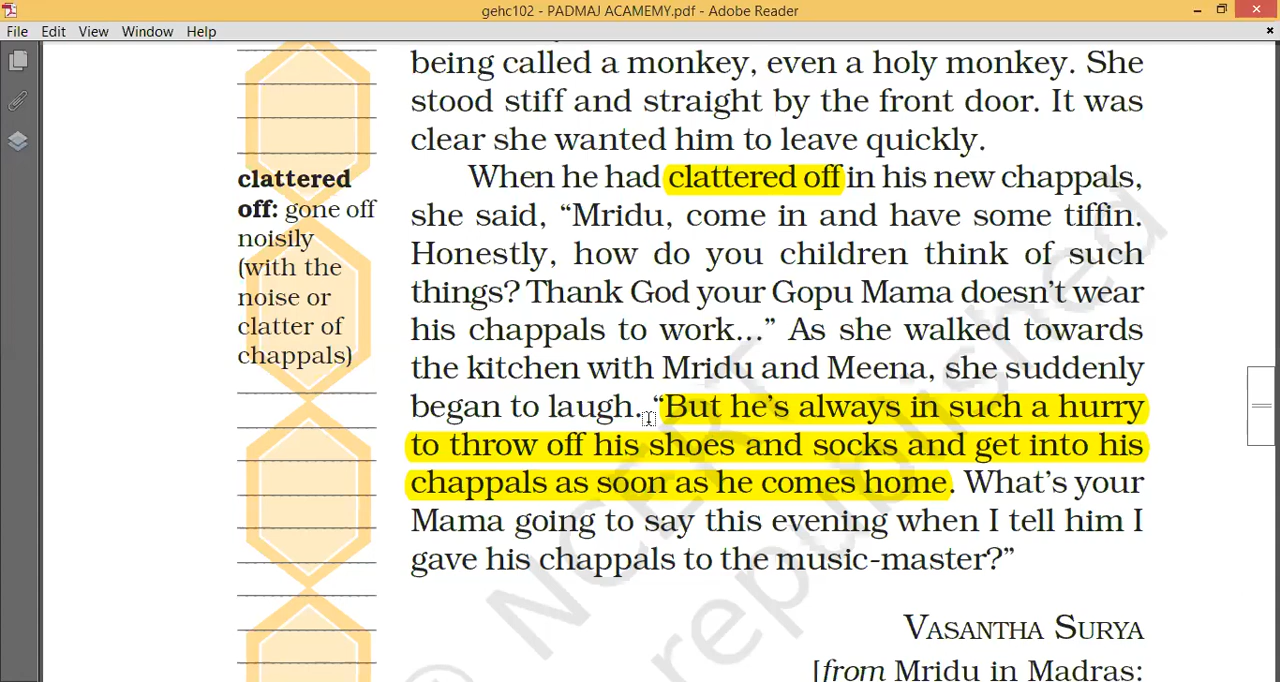 gehc102 - PADMAJ ACAMEMY.pdf - Adobe Reader
File Edit View Window Help
being called a monkey, even a holy monkey. She
stood stiff and straight by the front door. It was
clear she wanted him to leave quickly.
When he had clattered off in his new chappals,
she said, “Mridu, come in and have some tiffin.
Honestly, how do you children think of such
things? Thank God your Gopu Mama doesn’t wear
his chappals to work...” As she walked towards
the kitchen with Mridu and Meena, she suddenly
began to laugh. “But he’s always in such a hurry
to throw off his shoes and socks and get into his
chappals as soon as he comes home. What’s your
Mama going to say this evening when I tell him I
gave his chappals to the music-master?”
VASANTHA SURYA
[from Mridu in Madras:
clattered
off: gone off
noisily
(with the
noise or
clatter of
chappals)
© NCERT
republished